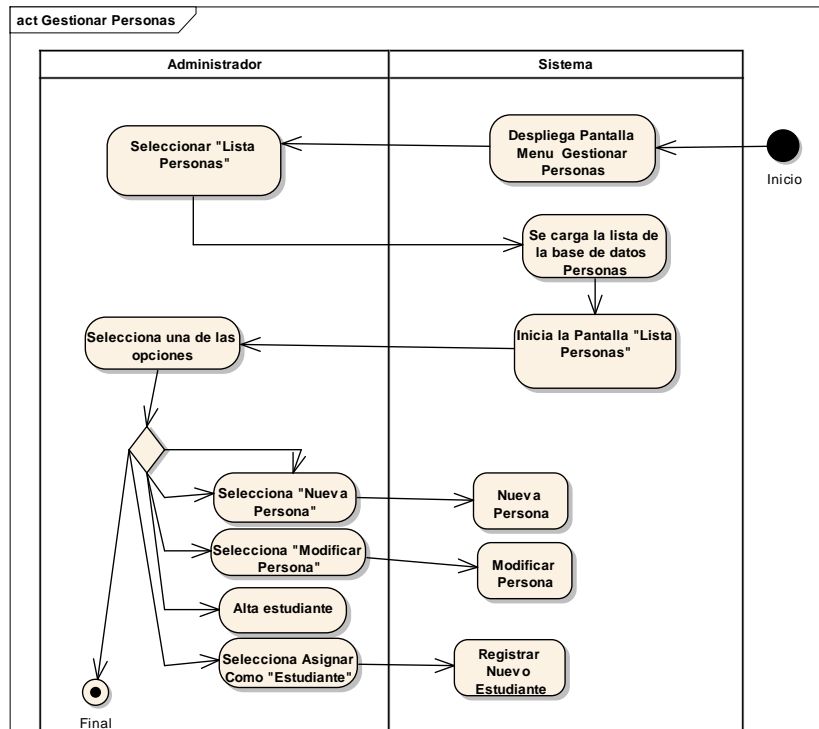 act Gestionar Personas
Administrador
Sistema
Seleccionar "Lista
Personas"
Despliega Pantalla
Menu Gestionar
Personas
Inicio
Se carga la lista de
la base de datos
Personas
Selecciona una de las
opciones
Inicia la Pantalla "Lista
Personas"
Selecciona "Nueva
Persona"
Nueva
Persona
Selecciona "Modificar
Persona"
Modificar
Persona
Alta estudiante
Selecciona Asignar
Como "Estudiante"
Registrar
Nuevo
Estudiante
Final